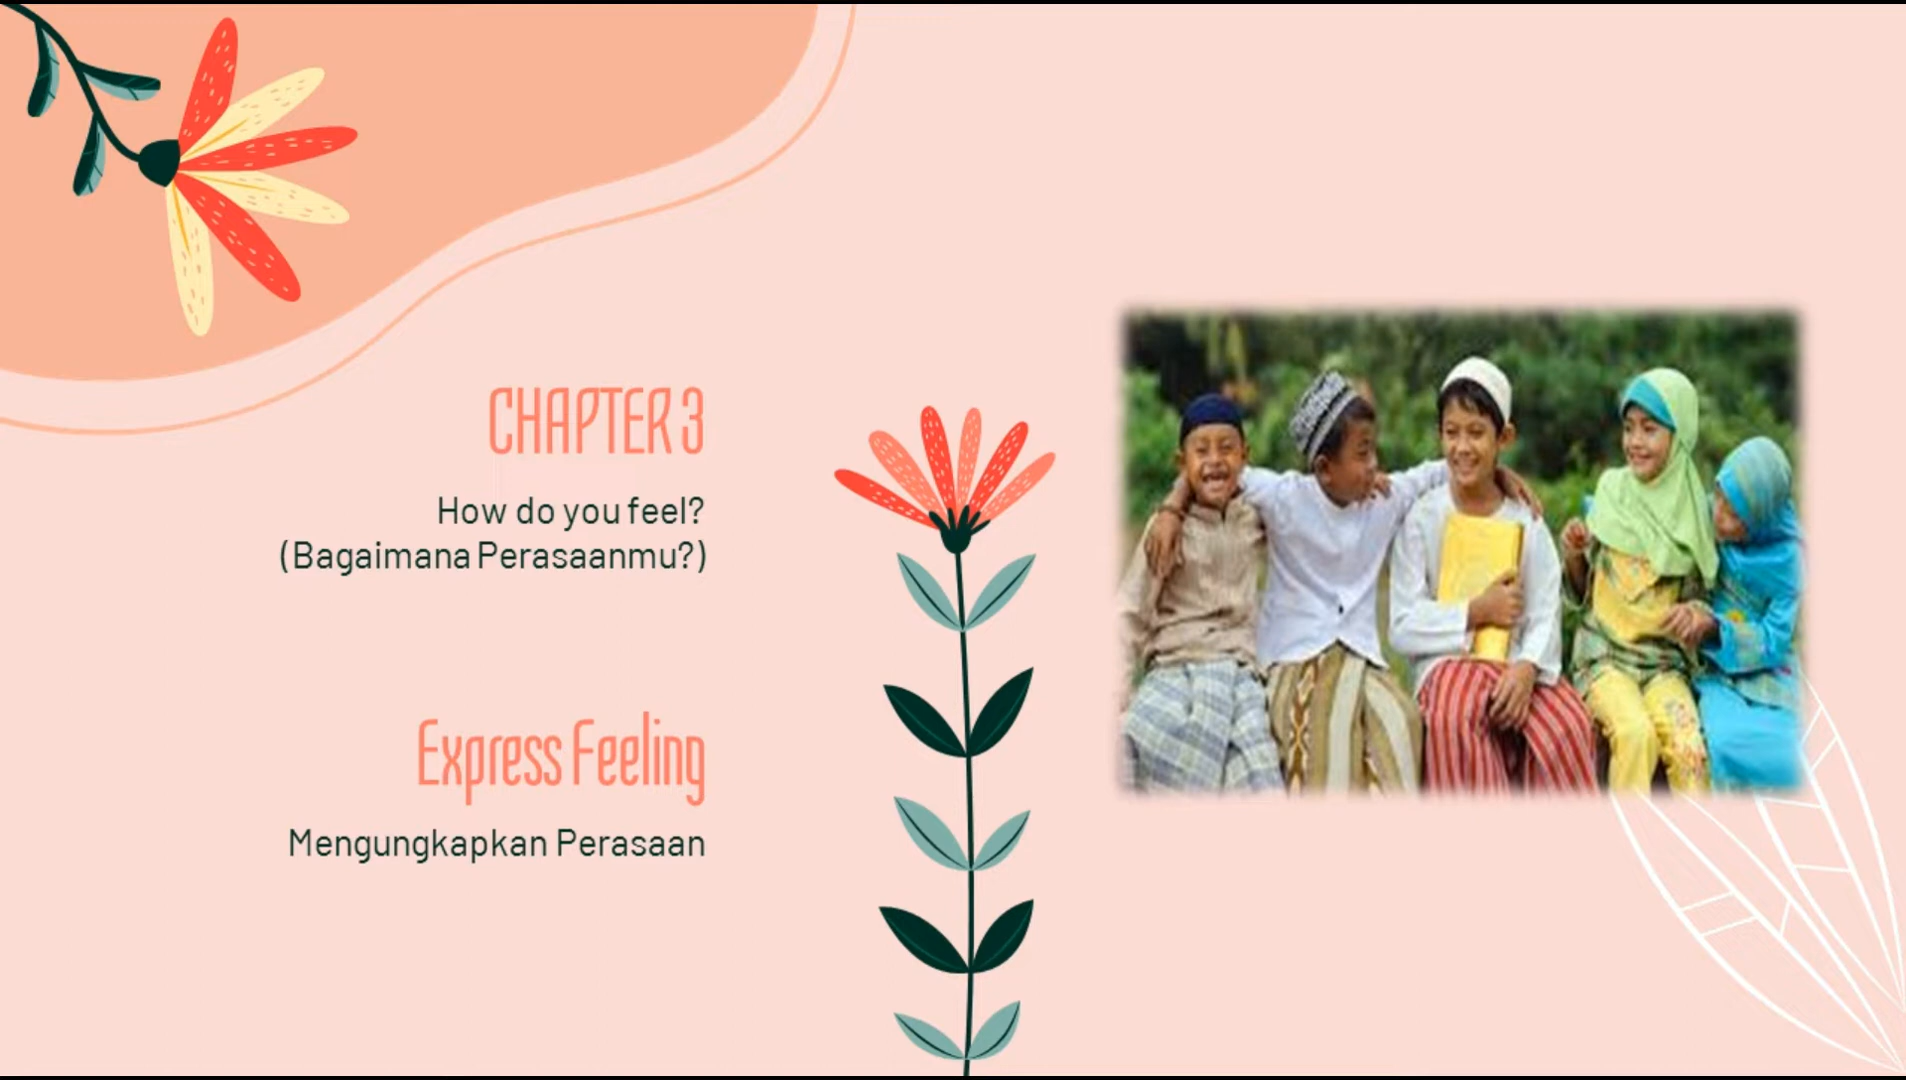 CHAPTER 3
How do you feel?
(Bagaimana Perasaanmu?)
Express Feeling
Mengungkapkan Perasaan